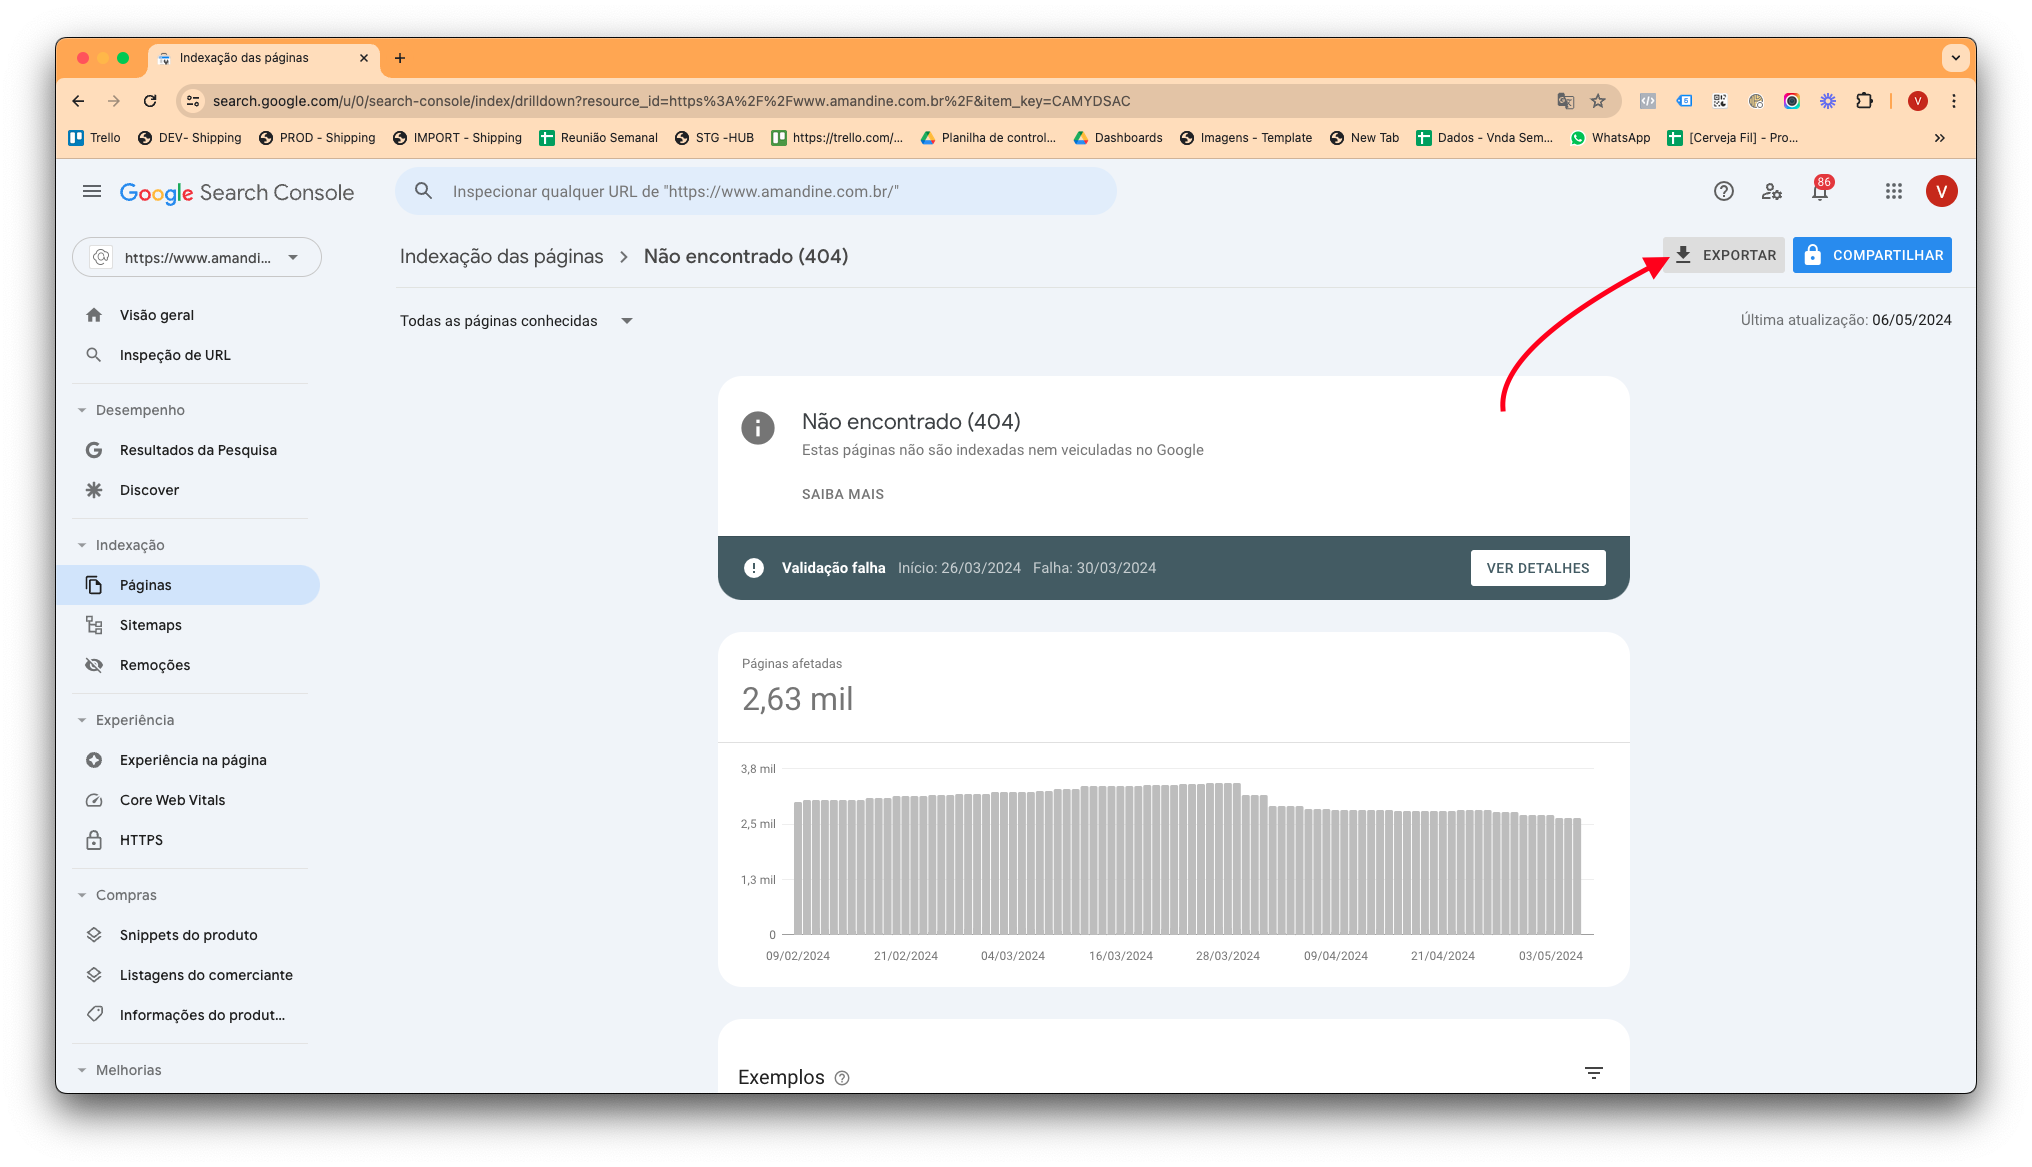 Indexação das páginas
search.google.com/u/0/search-console/index/drilldown?resource_id=https%3A%2F%2Fwww.amandine.com.br%2F&item_key=CAMYDSAC
V
Trello
DEV- Shipping
PROD - Shipping
IMPORT - Shipping
Reunião Semanal
STG -HUB
https://trello.com/...
Planilha de control...
Dashboards
Imagens - Template
New Tab
Dados - Vnda Sem...
WhatsApp
[Cerveja Fil] - Pro...
Google Search Console
Inspecionar qualquer URL de "https://www.amandine.com.br/"
86
V
https://www.amandi...
Indexação das páginas > Não encontrado (404)
EXPORTAR
COMPARTILHAR
Todas as páginas conhecidas
Última atualização: 06/05/2024
Visão geral
Inspeção de URL
Desempenho
Resultados da Pesquisa
Discover
Indexação
Páginas
Sitemaps
Remoções
Experiência
Experiência na página
Core Web Vitals
HTTPS
Compras
Snippets do produto
Listagens do comerciante
Informações do produt...
Melhorias
Não encontrado (404)
Estas páginas não são indexadas nem veiculadas no Google
SAIBA MAIS
Validação falha Início: 26/03/2024 Falha: 30/03/2024
VER DETALHES
Páginas afetadas
2,63 mil
3,8 mil
2,5 mil
1,3 mil
0
09/02/2024 21/02/2024 04/03/2024 16/03/2024 28/03/2024 09/04/2024 21/04/2024 03/05/2024
Exemplos